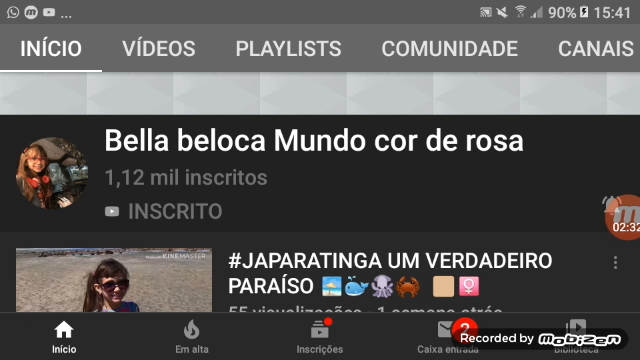 90% 15:41
INÍCIO VÍDEOS PLAYLISTS COMUNIDADE CANAIS
Bella beloca Mundo cor de rosa
1,12 mil inscritos
INSCRITO
02:32
KINEMASTER
#JAPARATINGA UM VERDADEIRO
PARAÍSO 🏖🐳🐙🦀 🏼♀
55 visualizações · 1 semana atrás
2
Início Em alta Inscrições Caixa entrada Biblioteca
Recorded by Mobizen